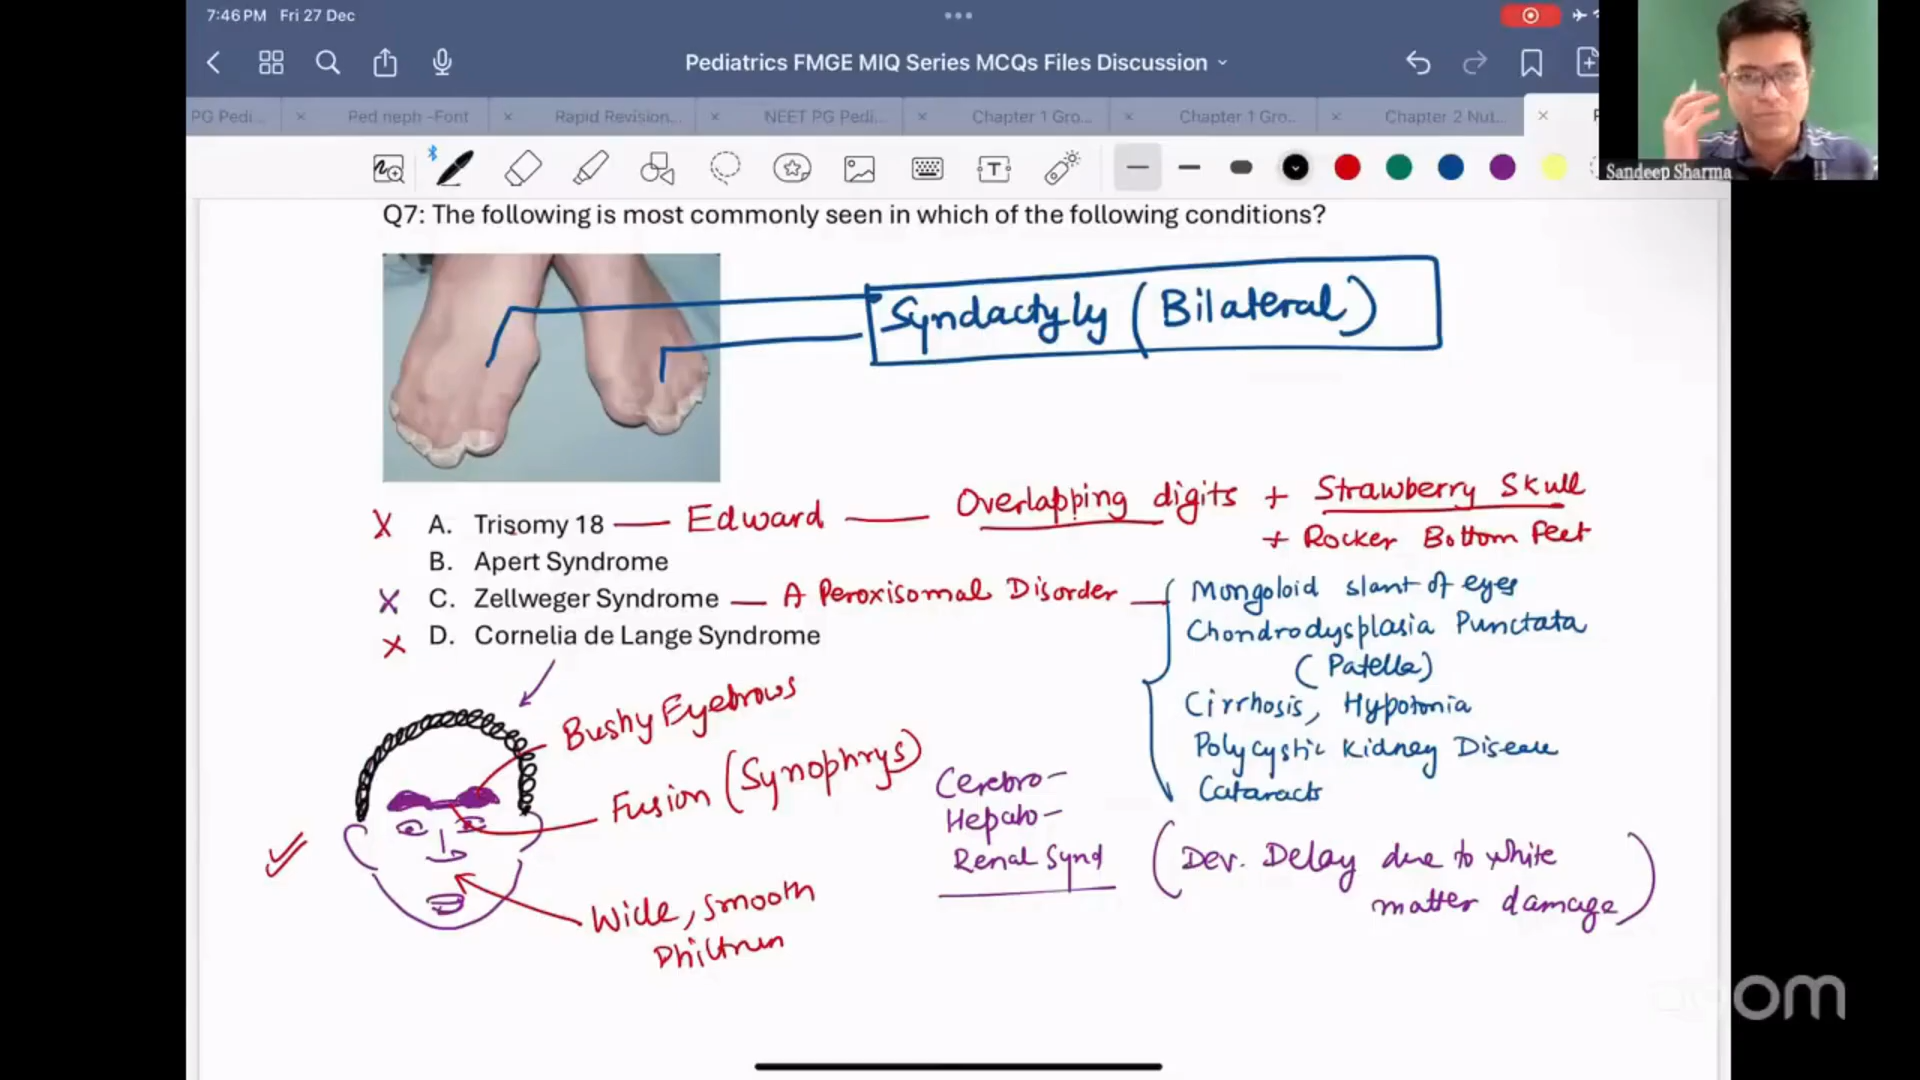 7:46 PM Fri 27 Dec
Pediatrics FMGE MIQ Series MCQs Files Discussion
PG Pedi...
Ped neph -Font
Rapid Revision...
NEET PG Pedi...
Chapter 1 Gro...
Chapter 1 Gro...
Chapter 2 Nut...
Sandeep Sharma
Q7: The following is most commonly seen in which of the following conditions?
Syndactyly (Bilateral)
X A. Trisomy 18 — Edward — Overlapping digits + Strawberry Skull
+ Rocker Bottom feet
B. Apert Syndrome
X C. Zellweger Syndrome — A Peroxisomal Disorder
X D. Cornelia de Lange Syndrome
Mongoloid slant of eyes
Chondrodysplasia Punctata
(Patella)
Cirrhosis, Hypotonia
Polycystic Kidney Disease
Cataracts
Bushy Eyebrows
Fusion (Synophrys)
Wide, smooth
Philtrum
Cerebro-
Hepato-
Renal Synd
(Dev. Delay due to white
matter damage)